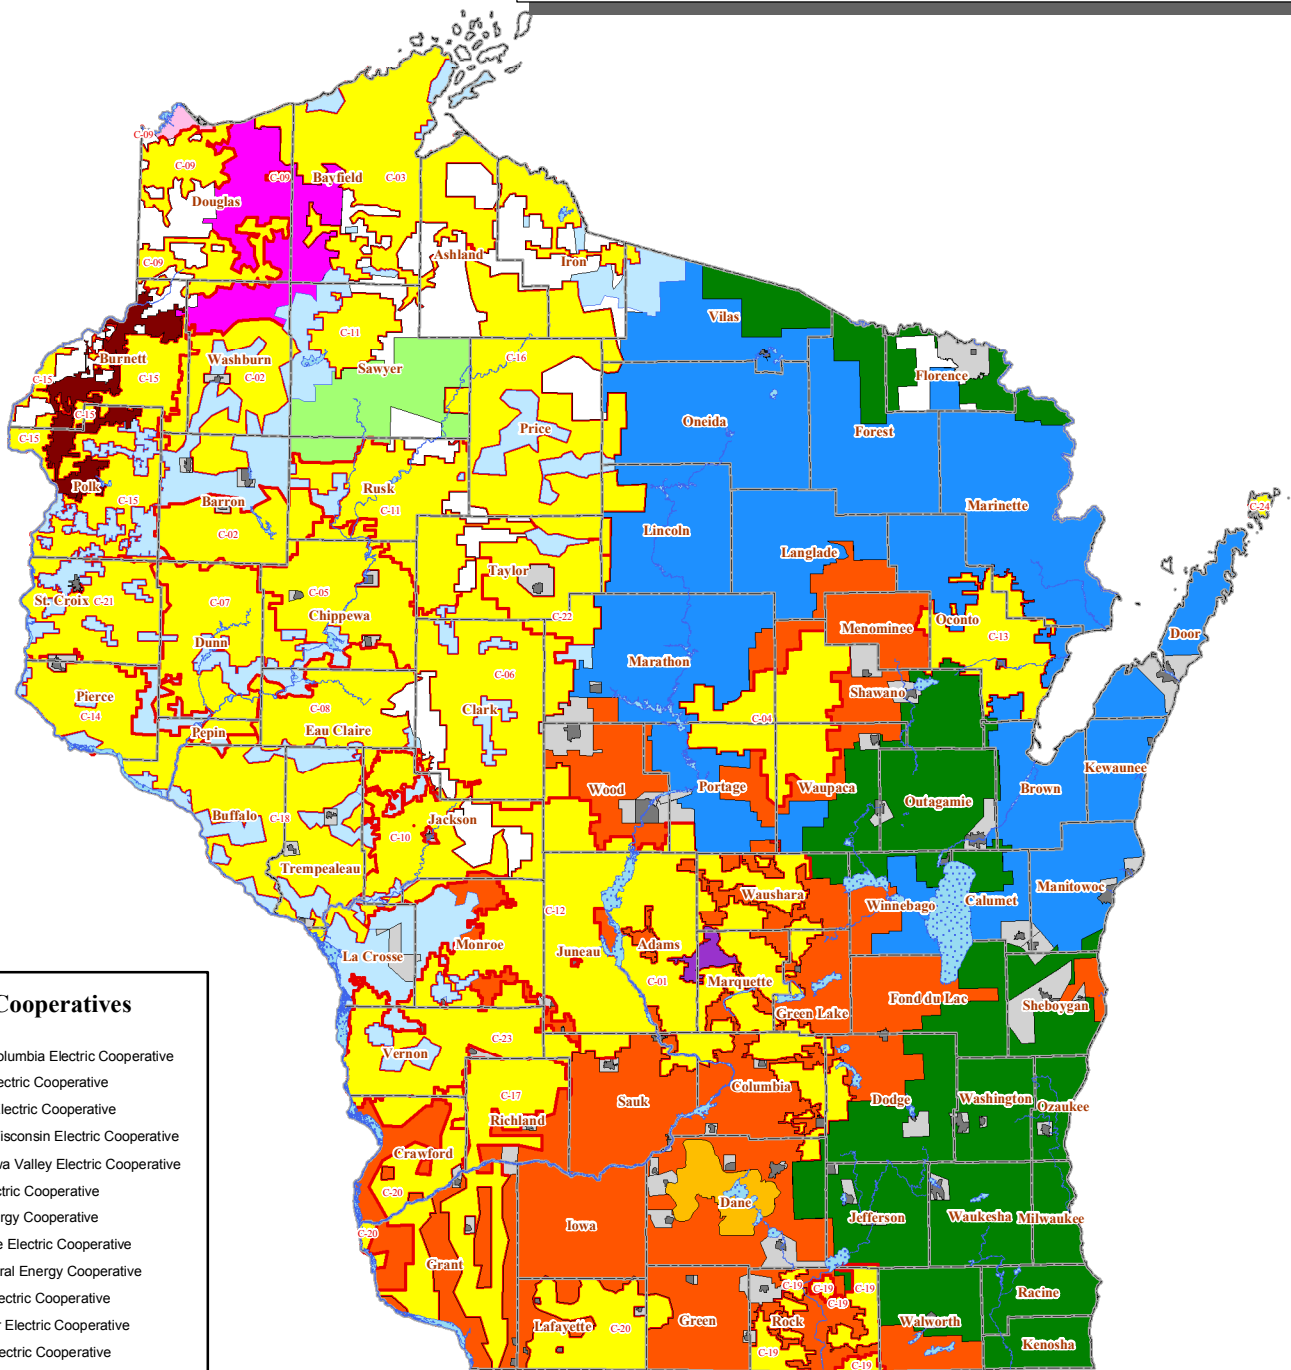 C-09
C-09
C-09
Bayfield
C-03
Douglas
Ashland
C-09
Iron
Vilas
C-11
Burnett
Washburn
C-16
Sawyer
C-15
C-15
C-02
Florence
C-15
Oneida
Price
Forest
C-15
Polk
C-15
Barron
Rusk
C-11
Marinette
C-24
Lincoln
C-02
Langlade
Taylor
St. Croix
C-21
C-07
C-05
Chippewa
C-22
Oconto
Menominee
C-13
Door
Dunn
Marathon
C-06
Pierce
C-14
Shawano
C-08
Clark
C-04
Pepin
Eau Claire
Kewaunee
Wood
Portage
Waupaca
Brown
Outagamie
Buffalo
C-18
Jackson
C-10
Trempealeau
Manitowoc
Waushara
Winnebago
Calumet
C-12
Monroe
Juneau
Adams
La Crosse
C-01
Marquette
Fond du Lac
Green Lake
Sheboygan
Vernon
C-23
C-17
Richland
Sauk
Columbia
Dodge
Washington
Ozaukee
Crawford
C-20
Dane
Iowa
Jefferson
Waukesha
Milwaukee
C-20
Grant
C-19
C-19
C-19
C-19
Racine
Lafayette
C-20
Green
Rock
Walworth
Kenosha
C-19
C-19
Cooperatives
olumbia Electric Cooperative
ectric Cooperative
lectric Cooperative
isconsin Electric Cooperative
wa Valley Electric Cooperative
ctric Cooperative
rgy Cooperative
e Electric Cooperative
ral Energy Cooperative
ectric Cooperative
r Electric Cooperative
ectric Cooperative